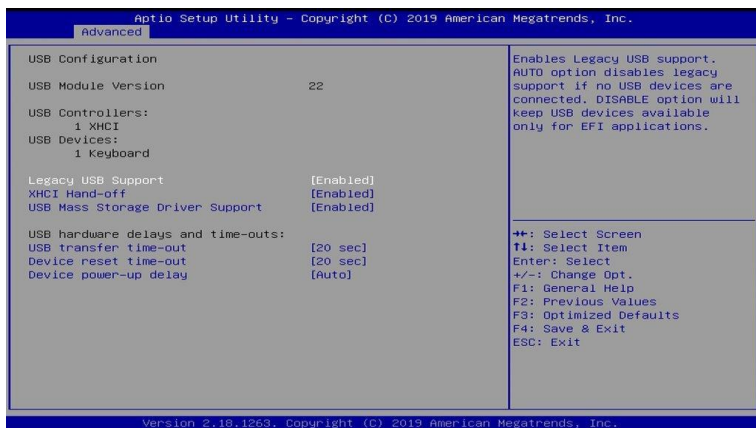 Aptio Setup Utility – Copyright (C) 2019 American Megatrends, Inc.
Advanced
USB Configuration
USB Module Version 22
USB Controllers:
1 XHCI
USB Devices:
1 Keyboard
Legacy USB Support [Enabled]
XHCI Hand-off [Enabled]
USB Mass Storage Driver Support [Enabled]
USB hardware delays and time-outs:
USB transfer time-out [20 sec]
Device reset time-out [20 sec]
Device power-up delay [Auto]
Enables Legacy USB support.
AUTO option disables legacy
support if no USB devices are
connected. DISABLE option will
keep USB devices available
only for EFI applications.
→←: Select Screen
↑↓: Select Item
Enter: Select
+/-: Change Opt.
F1: General Help
F2: Previous Values
F3: Optimized Defaults
F4: Save & Exit
ESC: Exit
Version 2.18.1263. Copyright (C) 2019 American Megatrends, Inc.